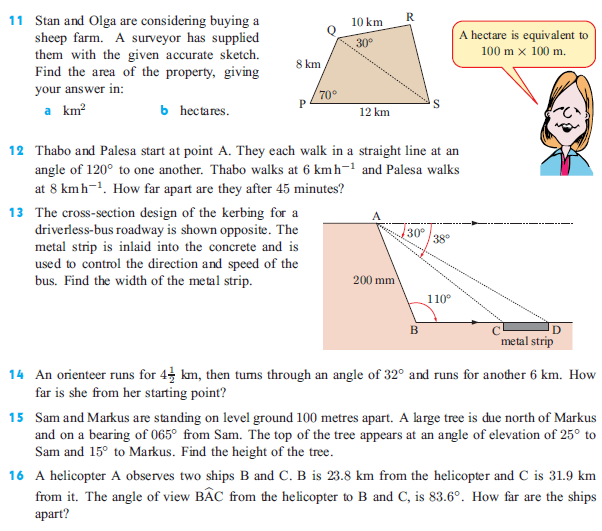 11 Stan and Olga are considering buying a
sheep farm. A surveyor has supplied
them with the given accurate sketch.
Find the area of the property, giving
your answer in:
a km²
b hectares.
Q
10 km
R
30°
8 km
70°
P
S
12 km
A hectare is equivalent to
100 m × 100 m.
12 Thabo and Palesa start at point A. They each walk in a straight line at an
angle of 120° to one another. Thabo walks at 6 km h⁻¹ and Palesa walks
at 8 km h⁻¹. How far apart are they after 45 minutes?
13 The cross-section design of the kerbing for a
driverless-bus roadway is shown opposite. The
metal strip is inlaid into the concrete and is
used to control the direction and speed of the
bus. Find the width of the metal strip.
A
30°
38°
200 mm
110°
B
C
D
metal strip
14 An orienteer runs for 4½ km, then turns through an angle of 32° and runs for another 6 km. How
far is she from her starting point?
15 Sam and Markus are standing on level ground 100 metres apart. A large tree is due north of Markus
and on a bearing of 065° from Sam. The top of the tree appears at an angle of elevation of 25° to
Sam and 15° to Markus. Find the height of the tree.
16 A helicopter A observes two ships B and C. B is 23.8 km from the helicopter and C is 31.9 km
from it. The angle of view BÂC from the helicopter to B and C, is 83.6°. How far are the ships
apart?